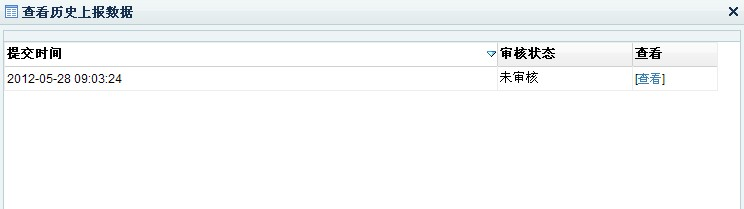 查看历史上报数据
提交时间 审核状态 查看
2012-05-28 09:03:24 未审核 [查看]